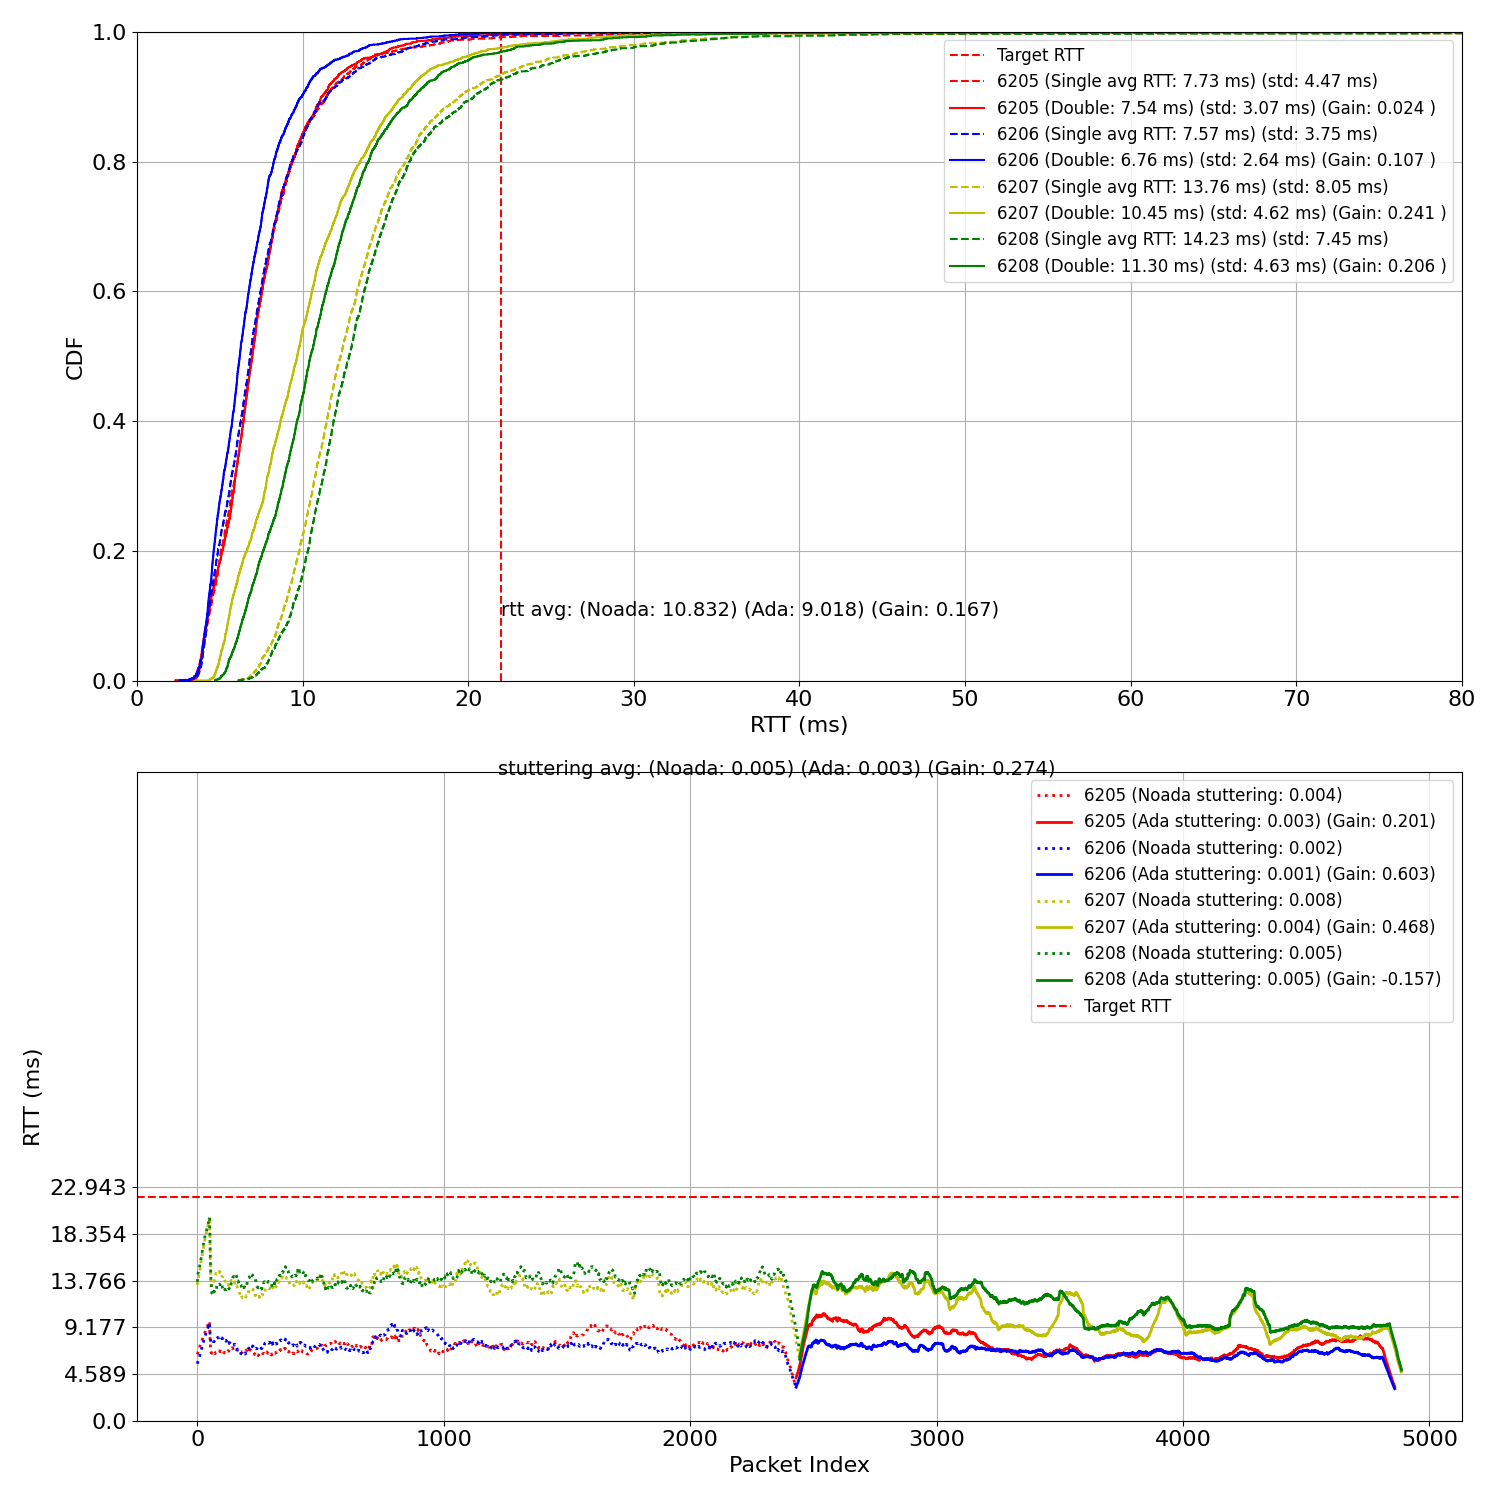 1.0
0.8
0.6
0.4
0.2
0.0
CDF
Target RTT
6205 (Single avg RTT: 7.73 ms) (std: 4.47 ms)
6205 (Double: 7.54 ms) (std: 3.07 ms) (Gain: 0.024 )
6206 (Single avg RTT: 7.57 ms) (std: 3.75 ms)
6206 (Double: 6.76 ms) (std: 2.64 ms) (Gain: 0.107 )
6207 (Single avg RTT: 13.76 ms) (std: 8.05 ms)
6207 (Double: 10.45 ms) (std: 4.62 ms) (Gain: 0.241 )
6208 (Single avg RTT: 14.23 ms) (std: 7.45 ms)
6208 (Double: 11.30 ms) (std: 4.63 ms) (Gain: 0.206 )
rtt avg: (Noada: 10.832) (Ada: 9.018) (Gain: 0.167)
0 10 20 30 40 50 60 70 80
RTT (ms)
stuttering avg: (Noada: 0.005) (Ada: 0.003) (Gain: 0.274)
6205 (Noada stuttering: 0.004)
6205 (Ada stuttering: 0.003) (Gain: 0.201)
6206 (Noada stuttering: 0.002)
6206 (Ada stuttering: 0.001) (Gain: 0.603)
6207 (Noada stuttering: 0.008)
6207 (Ada stuttering: 0.004) (Gain: 0.468)
6208 (Noada stuttering: 0.005)
6208 (Ada stuttering: 0.005) (Gain: -0.157)
Target RTT
RTT (ms)
22.943
18.354
13.766
9.177
4.589
0.0
0 1000 2000 3000 4000 5000
Packet Index